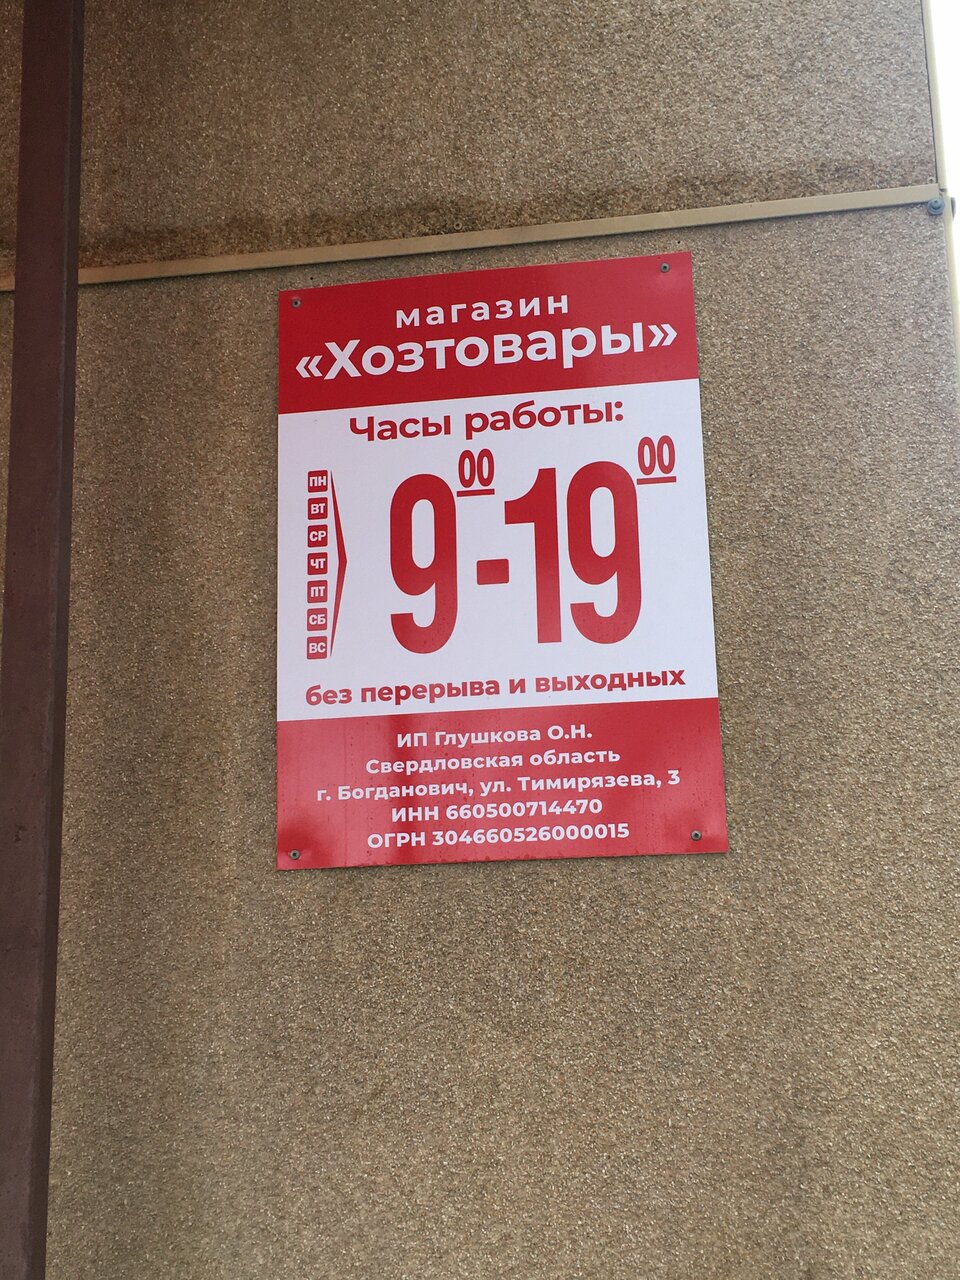 магазин
«Хозтовары»
Часы работы:
пн
вт
ср
чт
пт
сб
вс
9⁰⁰-19⁰⁰
без перерыва и выходных
ИП Глушкова О.Н.
Свердловская область
г. Богданович, ул. Тимирязева, 3
ИНН 660500714470
ОГРН 304660526000015